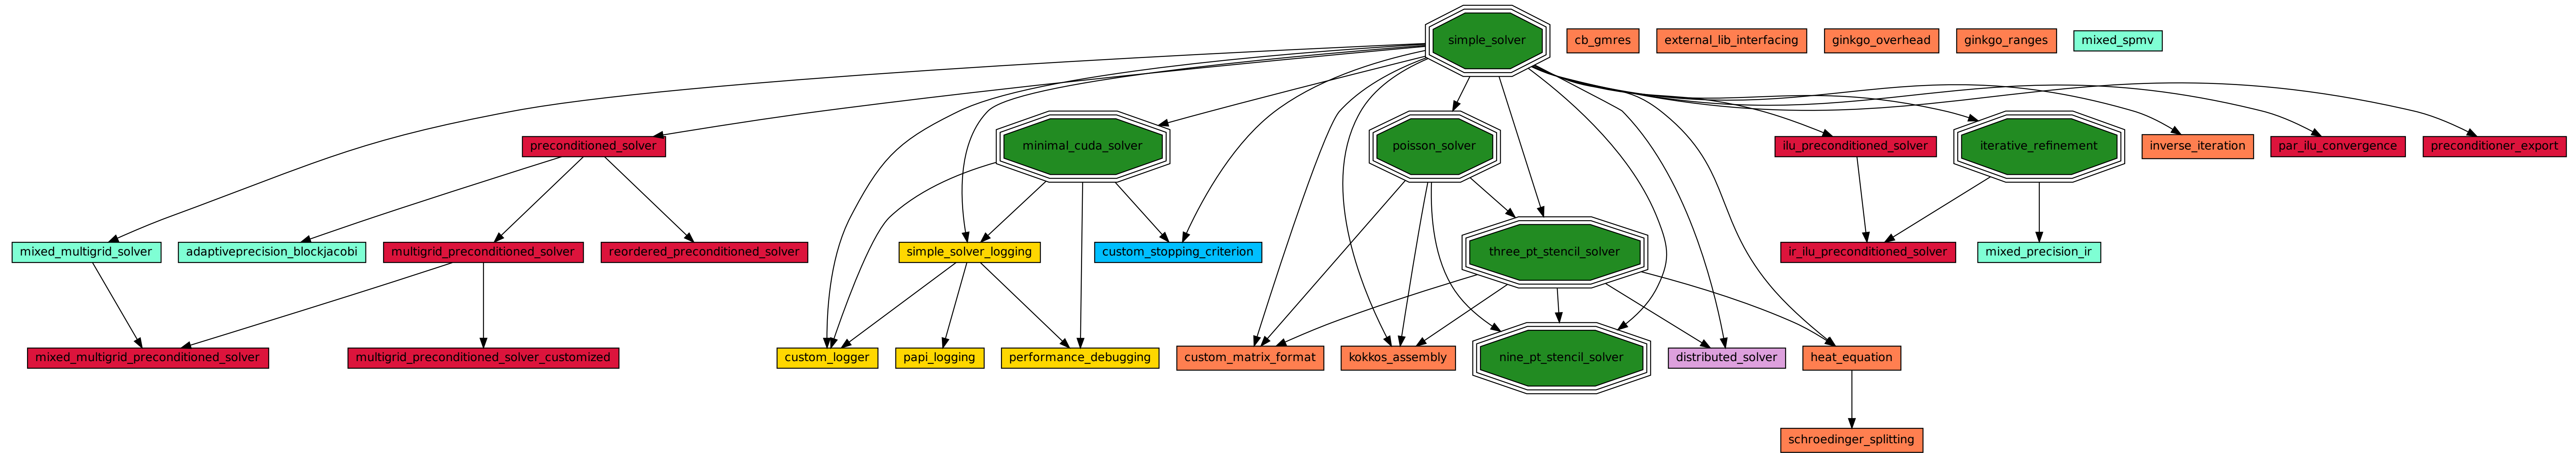 simple_solver
cb_gmres
external_lib_interfacing
ginkgo_overhead
ginkgo_ranges
mixed_spmv
preconditioned_solver
minimal_cuda_solver
poisson_solver
ilu_preconditioned_solver
iterative_refinement
inverse_iteration
par_ilu_convergence
preconditioner_export
mixed_multigrid_solver
adaptiveprecision_blockjacobi
multigrid_preconditioned_solver
reordered_preconditioned_solver
simple_solver_logging
custom_stopping_criterion
three_pt_stencil_solver
ir_ilu_preconditioned_solver
mixed_precision_ir
mixed_multigrid_preconditioned_solver
multigrid_preconditioned_solver_customized
custom_logger
papi_logging
performance_debugging
custom_matrix_format
kokkos_assembly
nine_pt_stencil_solver
distributed_solver
heat_equation
schroedinger_splitting